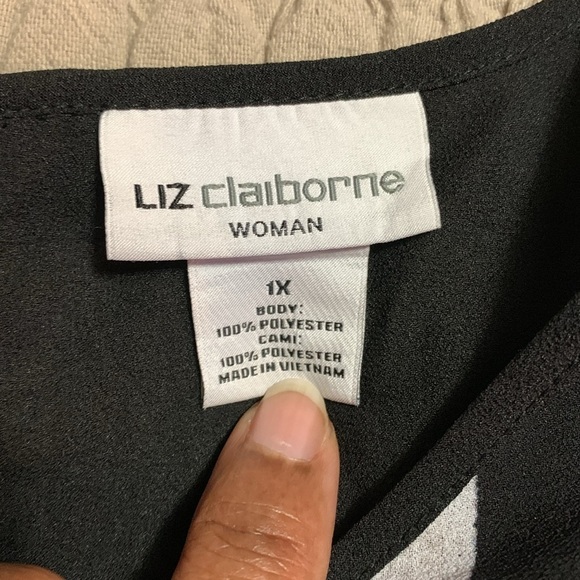 LIZ claiborne
WOMAN
1X
BODY:
100% POLYESTER
CAMI:
100% POLYESTER
MADE IN VIETNAM